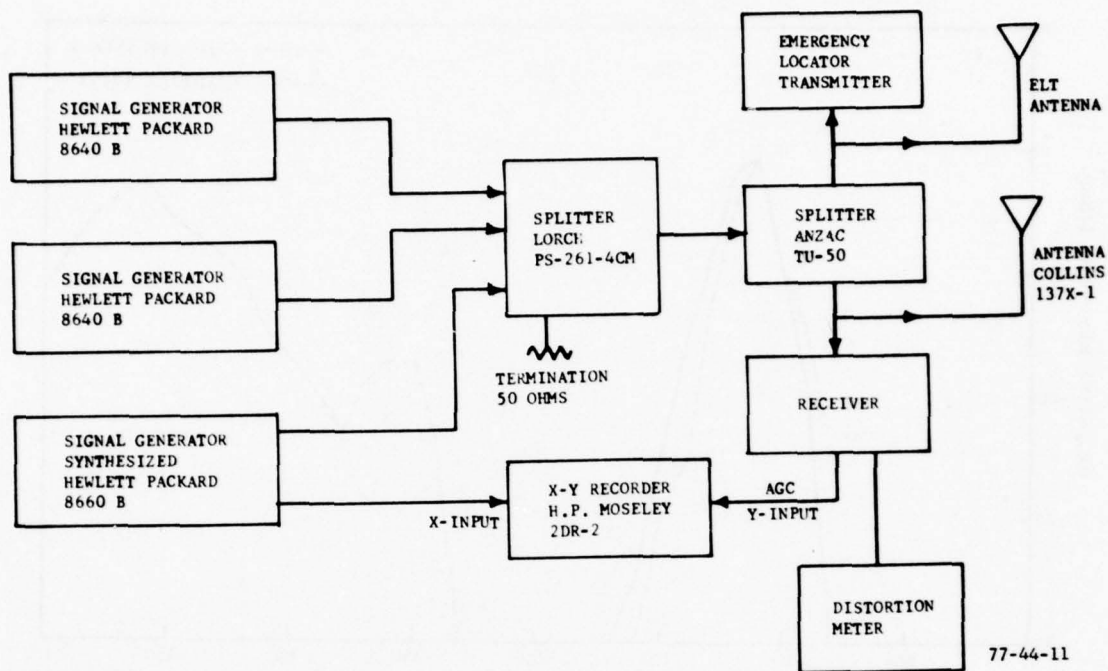 EMERGENCY
LOCATOR
TRANSMITTER
ELT
ANTENNA
SIGNAL GENERATOR
HEWLETT PACKARD
8640 B
SPLITTER
LORCH
PS-261-4CM
SPLITTER
ANZAC
TU-50
ANTENNA
COLLINS
137X-1
SIGNAL GENERATOR
HEWLETT PACKARD
8640 B
TERMINATION
50 OHMS
RECEIVER
SIGNAL GENERATOR
SYNTHESIZED
HEWLETT PACKARD
8660 B
X-INPUT
X-Y RECORDER
H.P. MOSELEY
2DR-2
AGC
Y-INPUT
DISTORTION
METER
77-44-11